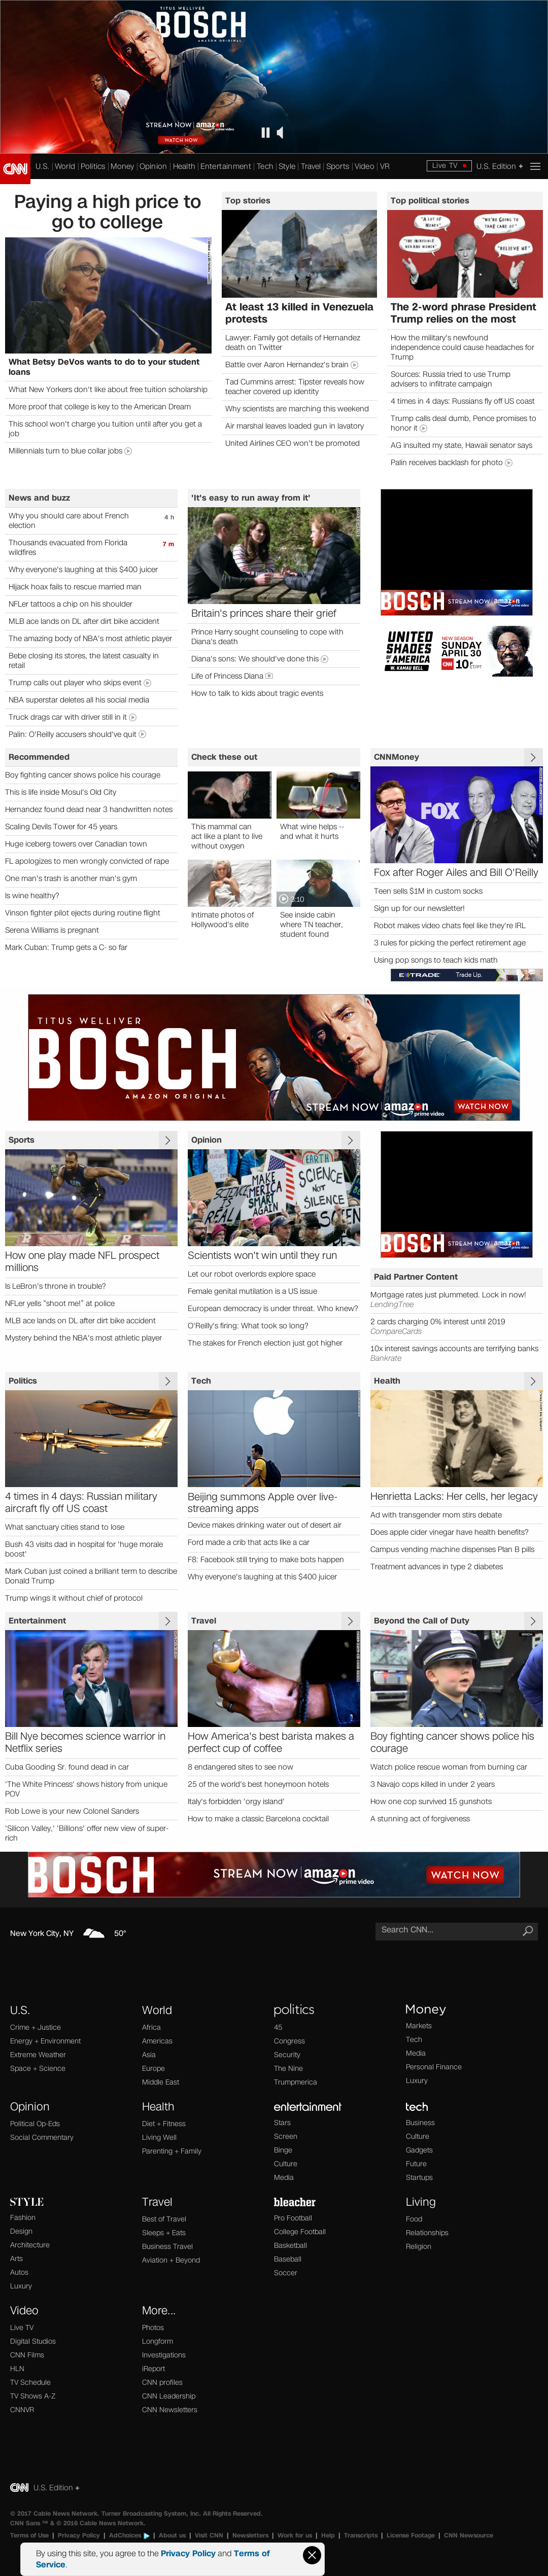 TITUS WELLIVER
BOSCH
AMAZON ORIGINAL
STREAM NOW | amazon
prime video
WATCH NOW
CNN
U.S. | World | Politics | Money | Opinion | Health | Entertainment | Tech | Style | Travel | Sports | Video | VR
Live TV
U.S. Edition +
Paying a high price to
go to college
What Betsy DeVos wants to do to your student
loans
What New Yorkers don't like about free tuition scholarship
More proof that college is key to the American Dream
This school won't charge you tuition until after you get a
job
Millennials turn to blue collar jobs
Top stories
At least 13 killed in Venezuela
protests
Lawyer: Family got details of Hernandez
death on Twitter
Battle over Aaron Hernandez's brain
Tad Cummins arrest: Tipster reveals how
teacher covered up identity
Why scientists are marching this weekend
Air marshal leaves loaded gun in lavatory
United Airlines CEO won't be promoted
Top political stories
"BELIEVE ME"
The 2-word phrase President
Trump relies on the most
How the military's newfound
independence could cause headaches for
Trump
Sources: Russia tried to use Trump
advisers to infiltrate campaign
4 times in 4 days: Russians fly off US coast
Trump calls deal dumb, Pence promises to
honor it
AG insulted my state, Hawaii senator says
Palin receives backlash for photo
News and buzz
Why you should care about French
election
4 h
Thousands evacuated from Florida
wildfires
7 m
Why everyone's laughing at this $400 juicer
Hijack hoax fails to rescue married man
NFLer tattoos a chip on his shoulder
MLB ace lands on DL after dirt bike accident
The amazing body of NBA's most athletic player
Bebe closing its stores, the latest casualty in
retail
Trump calls out player who skips event
NBA superstar deletes all his social media
Truck drags car with driver still in it
Palin: O'Reilly accusers should've quit
'It's easy to run away from it'
Britain's princes share their grief
Prince Harry sought counseling to cope with
Diana's death
Diana's sons: We should've done this
Life of Princess Diana
How to talk to kids about tragic events
BOSCH STREAM NOW | amazon prime video
UNITED
SHADES
OF AMERICA
W. KAMAU BELL
NEW SEASON
SUNDAY
APRIL 30
CNN 10P ET/PT
Recommended
Boy fighting cancer shows police his courage
This is life inside Mosul's Old City
Hernandez found dead near 3 handwritten notes
Scaling Devils Tower for 45 years
Huge iceberg towers over Canadian town
FL apologizes to men wrongly convicted of rape
One man's trash is another man's gym
Is wine healthy?
Vinson fighter pilot ejects during routine flight
Serena Williams is pregnant
Mark Cuban: Trump gets a C- so far
Check these out
This mammal can
act like a plant to live
without oxygen
What wine helps --
and what it hurts
Intimate photos of
Hollywood's elite
3:10
See inside cabin
where TN teacher,
student found
CNNMoney
FOX
Fox after Roger Ailes and Bill O'Reilly
Teen sells $1M in custom socks
Sign up for our newsletter!
Robot makes video chats feel like they're IRL
3 rules for picking the perfect retirement age
Using pop songs to teach kids math
E*TRADE Trade Up.
TITUS WELLIVER
BOSCH
AMAZON ORIGINAL
STREAM NOW | amazon
prime video
WATCH NOW
Sports
How one play made NFL prospect
millions
Is LeBron's throne in trouble?
NFLer yells "shoot me!" at police
MLB ace lands on DL after dirt bike accident
Mystery behind the NBA's most athletic player
Opinion
MAKE
AMERICA
SMART
AGAIN
EARTH
SCIENCE
NOT
SILENCE
Scientists won't win until they run
Let our robot overlords explore space
Female genital mutilation is a US issue
European democracy is under threat. Who knew?
O'Reilly's firing: What took so long?
The stakes for French election just got higher
BOSCH STREAM NOW | amazon prime video
Paid Partner Content
Mortgage rates just plummeted. Lock in now!
LendingTree
2 cards charging 0% interest until 2019
CompareCards
10x interest savings accounts are terrifying banks
Bankrate
Politics
4 times in 4 days: Russian military
aircraft fly off US coast
What sanctuary cities stand to lose
Bush 43 visits dad in hospital for 'huge morale
boost'
Mark Cuban just coined a brilliant term to describe
Donald Trump
Trump wings it without chief of protocol
Tech
Beijing summons Apple over live-
streaming apps
Device makes drinking water out of desert air
Ford made a crib that acts like a car
F8: Facebook still trying to make bots happen
Why everyone's laughing at this $400 juicer
Health
Henrietta Lacks: Her cells, her legacy
Ad with transgender mom stirs debate
Does apple cider vinegar have health benefits?
Campus vending machine dispenses Plan B pills
Treatment advances in type 2 diabetes
Entertainment
Bill Nye becomes science warrior in
Netflix series
Cuba Gooding Sr. found dead in car
'The White Princess' shows history from unique
POV
Rob Lowe is your new Colonel Sanders
'Silicon Valley,' 'Billions' offer new view of super-
rich
Travel
How America's best barista makes a
perfect cup of coffee
8 endangered sites to see now
25 of the world's best honeymoon hotels
Italy's forbidden 'orgy island'
How to make a classic Barcelona cocktail
Beyond the Call of Duty
Boy fighting cancer shows police his
courage
Watch police rescue woman from burning car
3 Navajo cops killed in under 2 years
How one cop survived 15 gunshots
A stunning act of forgiveness
BOSCH STREAM NOW | amazon prime video WATCH NOW
New York City, NY 50°
Search CNN...
U.S.
Crime + Justice
Energy + Environment
Extreme Weather
Space + Science
World
Africa
Americas
Asia
Europe
Middle East
politics
45
Congress
Security
The Nine
Trumpmerica
Money
Markets
Tech
Media
Personal Finance
Luxury
Opinion
Political Op-Eds
Social Commentary
Health
Diet + Fitness
Living Well
Parenting + Family
entertainment
Stars
Screen
Binge
Culture
Media
tech
Business
Culture
Gadgets
Future
Startups
STYLE
Fashion
Design
Architecture
Arts
Autos
Luxury
Travel
Best of Travel
Sleeps + Eats
Business Travel
Aviation + Beyond
bleacher
Pro Football
College Football
Basketball
Baseball
Soccer
Living
Food
Relationships
Religion
Video
Live TV
Digital Studios
CNN Films
HLN
TV Schedule
TV Shows A-Z
CNNVR
More...
Photos
Longform
Investigations
iReport
CNN profiles
CNN Leadership
CNN Newsletters
CNN U.S. Edition +
© 2017 Cable News Network. Turner Broadcasting System, Inc. All Rights Reserved.
CNN Sans ™ & © 2016 Cable News Network.
Terms of Use | Privacy Policy | AdChoices | About us | Visit CNN | Newsletters | Work for us | Help | Transcripts | License Footage | CNN Newsource
By using this site, you agree to the Privacy Policy and Terms of
Service.